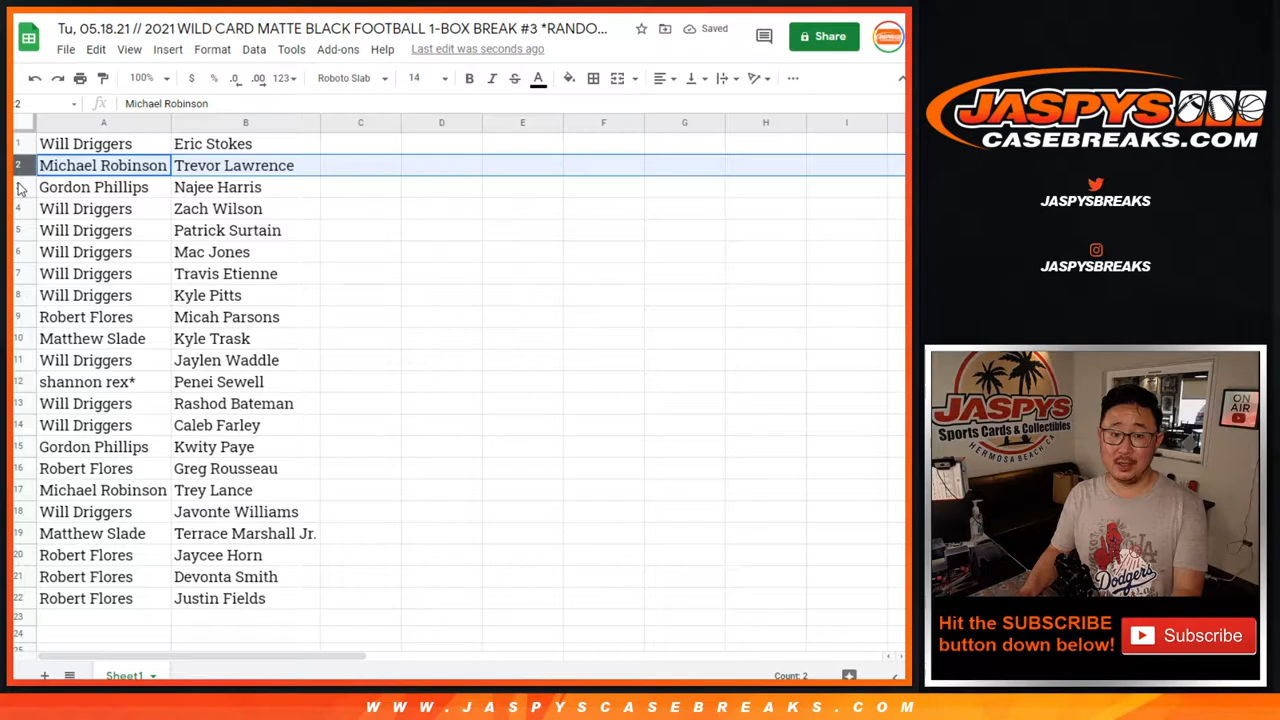 Tu, 05.18.21 // 2021 WILD CARD MATTE BLACK FOOTBALL 1-BOX BREAK #3 *RANDO...
Saved
Share
File Edit View Insert Format Data Tools Add-ons Help Last edit was seconds ago
100% $ % .0 .00 123 Roboto Slab 14 B I S A
2 fx Michael Robinson
A B C D E F G H I
1 Will Driggers Eric Stokes
2 Michael Robinson Trevor Lawrence
Gordon Phillips Najee Harris
4 Will Driggers Zach Wilson
5 Will Driggers Patrick Surtain
6 Will Driggers Mac Jones
7 Will Driggers Travis Etienne
8 Will Driggers Kyle Pitts
9 Robert Flores Micah Parsons
10 Matthew Slade Kyle Trask
11 Will Driggers Jaylen Waddle
12 shannon rex* Penei Sewell
13 Will Driggers Rashod Bateman
14 Will Driggers Caleb Farley
15 Gordon Phillips Kwity Paye
16 Robert Flores Greg Rousseau
17 Michael Robinson Trey Lance
18 Will Driggers Javonte Williams
19 Matthew Slade Terrace Marshall Jr.
20 Robert Flores Jaycee Horn
21 Robert Flores Devonta Smith
22 Robert Flores Justin Fields
23
24
25
Sheet1
Count: 2
JASPYS
CASEBREAKS.COM
JASPYSBREAKS
JASPYSBREAKS
JASPYS
Sports Cards & Collectibles
HERMOSA BEACH, CA
ON
AIR
LA
Dodgers
Hit the SUBSCRIBE
button down below!
Subscribe
WWW.JASPYSCASEBREAKS.COM